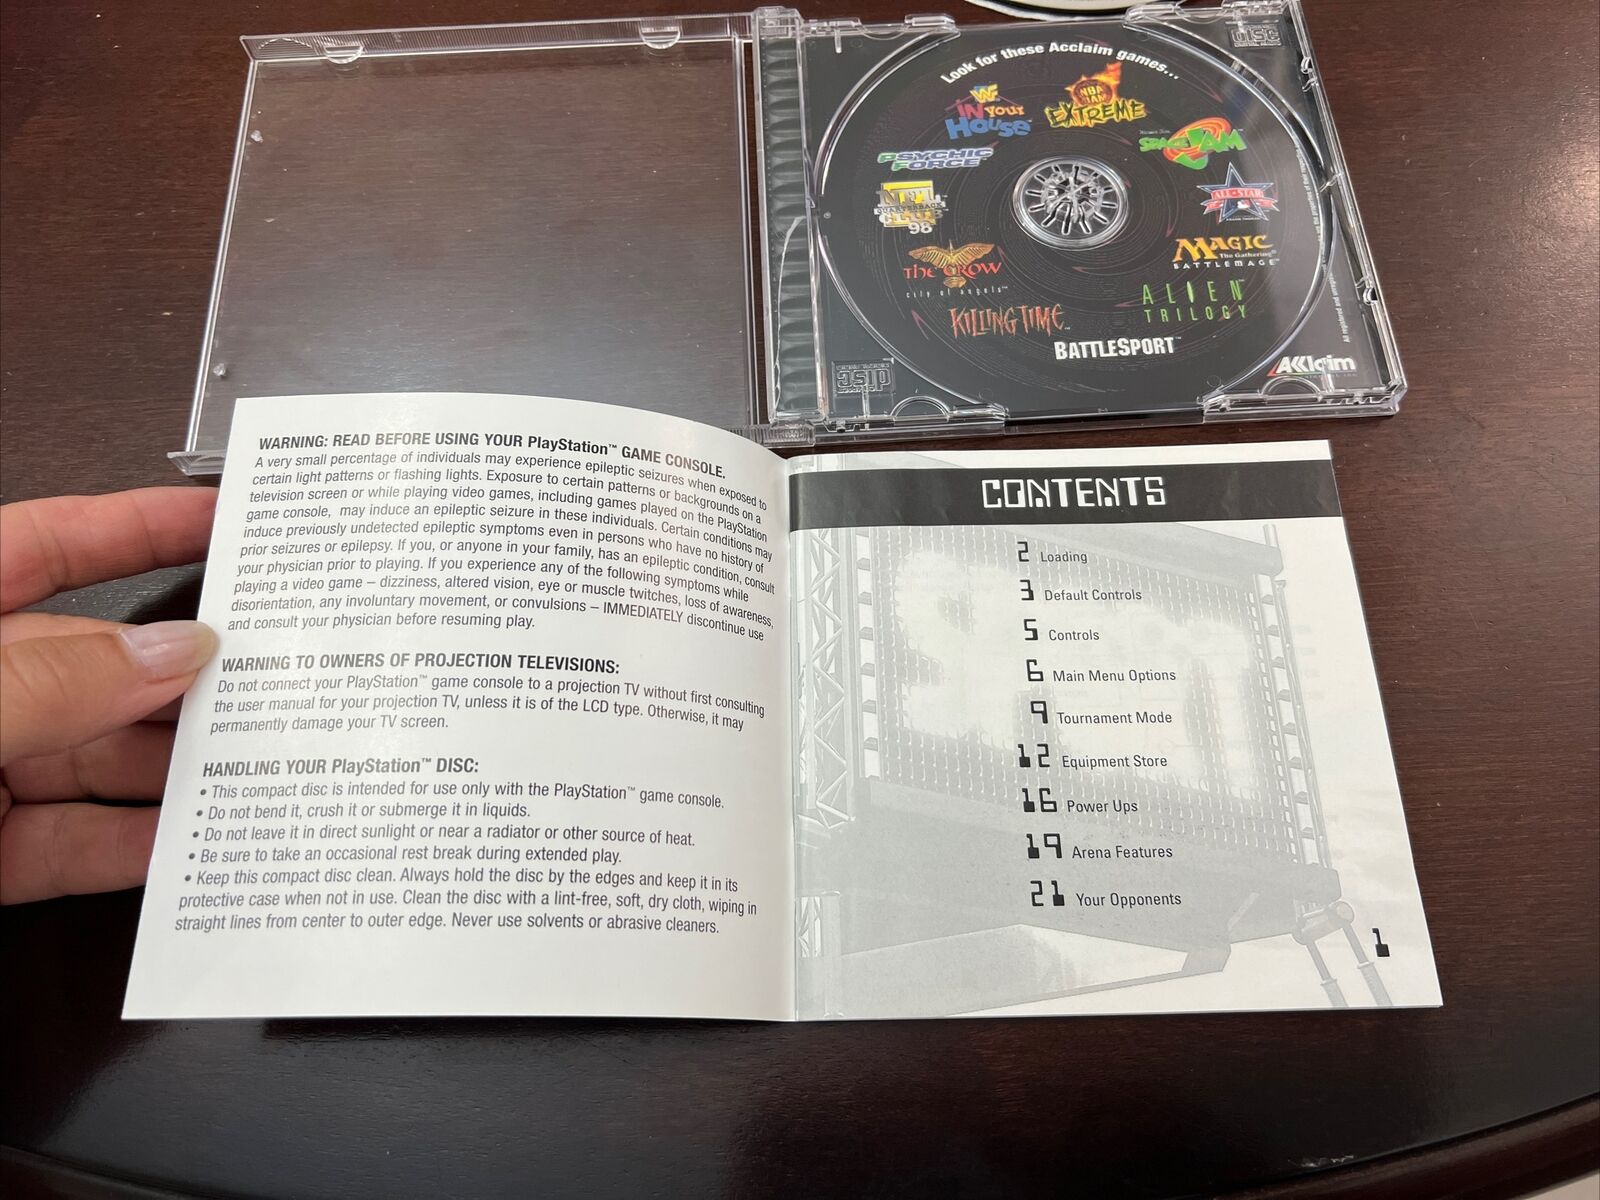 Look for these Acclaim games...
WF
IN YOUR
HOUSE
NBA
JAM
EXTREME
SPACE JAM
PSYCHIC
FORCE
NFL
QUARTERBACK
CLUB
98
ALL-STAR
MAGIC
The Gathering
BATTLEMAGE
THE CROW
city of angels™
ALIEN
TRILOGY
KILLING TIME
BATTLESPORT™
AKklaim
disc
WARNING: READ BEFORE USING YOUR PlayStation™ GAME CONSOLE.
A very small percentage of individuals may experience epileptic seizures when exposed to
certain light patterns or flashing lights. Exposure to certain patterns or backgrounds on a
television screen or while playing video games, including games played on the PlayStation
game console, may induce an epileptic seizure in these individuals. Certain conditions may
induce previously undetected epileptic symptoms even in persons who have no history of
prior seizures or epilepsy. If you, or anyone in your family, has an epileptic condition, consult
your physician prior to playing. If you experience any of the following symptoms while
playing a video game – dizziness, altered vision, eye or muscle twitches, loss of awareness,
disorientation, any involuntary movement, or convulsions – IMMEDIATELY discontinue use
and consult your physician before resuming play.
WARNING TO OWNERS OF PROJECTION TELEVISIONS:
Do not connect your PlayStation™ game console to a projection TV without first consulting
the user manual for your projection TV, unless it is of the LCD type. Otherwise, it may
permanently damage your TV screen.
HANDLING YOUR PlayStation™ DISC:
• This compact disc is intended for use only with the PlayStation™ game console.
• Do not bend it, crush it or submerge it in liquids.
• Do not leave it in direct sunlight or near a radiator or other source of heat.
• Be sure to take an occasional rest break during extended play.
• Keep this compact disc clean. Always hold the disc by the edges and keep it in its
protective case when not in use. Clean the disc with a lint-free, soft, dry cloth, wiping in
straight lines from center to outer edge. Never use solvents or abrasive cleaners.
CONTENTS
2 Loading
3 Default Controls
5 Controls
6 Main Menu Options
9 Tournament Mode
12 Equipment Store
16 Power Ups
19 Arena Features
21 Your Opponents
1